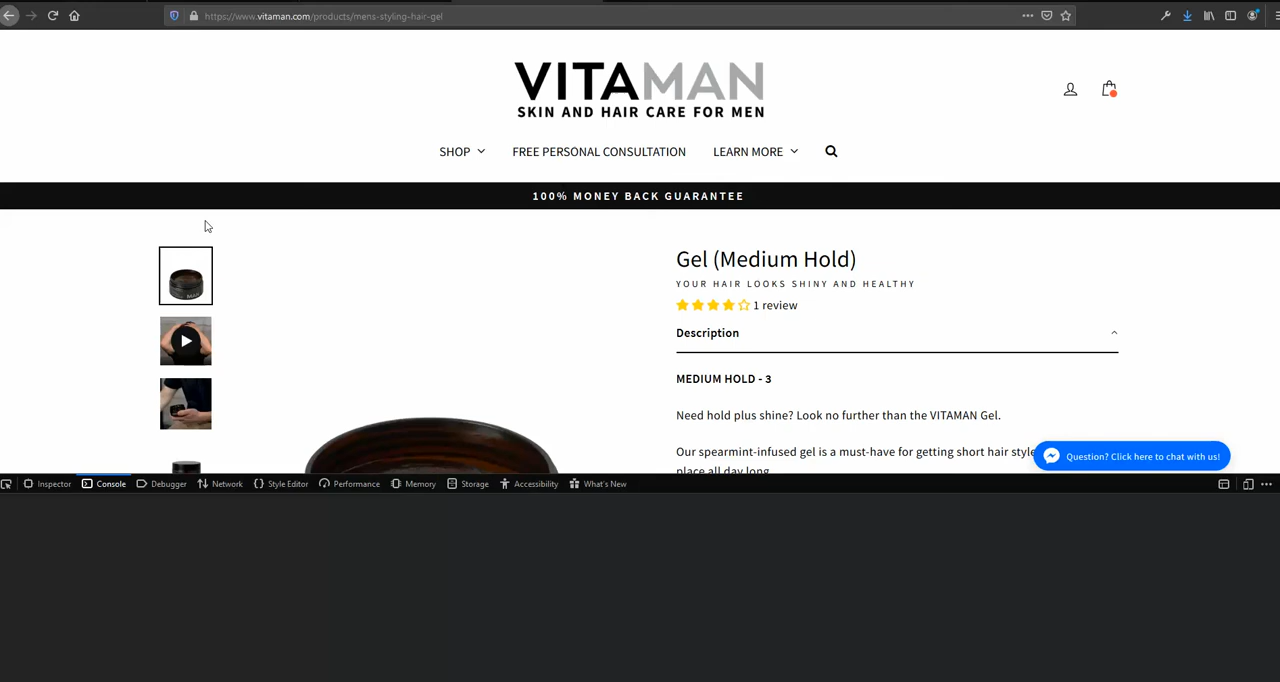 https://www.vitaman.com/products/mens-styling-hair-gel
VITAMAN
SKIN AND HAIR CARE FOR MEN
SHOP FREE PERSONAL CONSULTATION LEARN MORE
100% MONEY BACK GUARANTEE
Gel (Medium Hold)
YOUR HAIR LOOKS SHINY AND HEALTHY
1 review
Description
MEDIUM HOLD - 3
Need hold plus shine? Look no further than the VITAMAN Gel.
Our spearmint-infused gel is a must-have for getting short hair style
place all day long
Question? Click here to chat with us!
Inspector Console Debugger Network Style Editor Performance Memory Storage Accessibility What's New